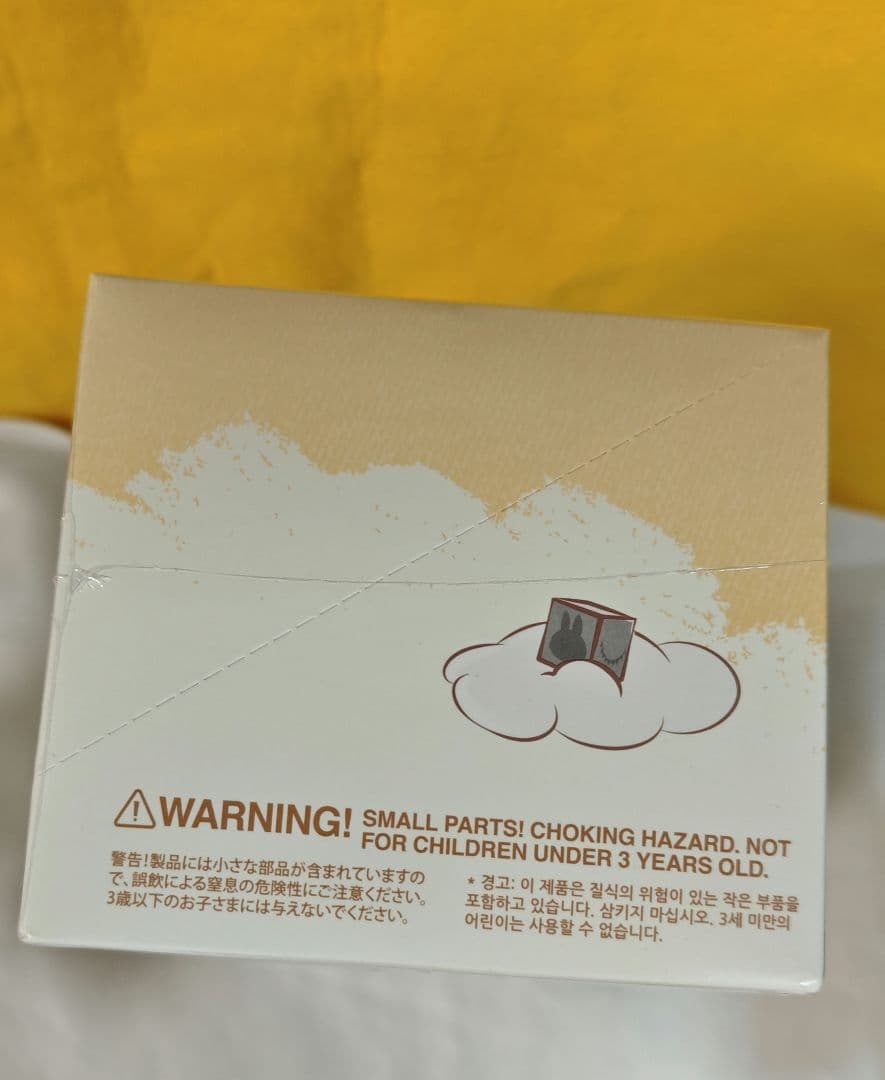 WARNING! SMALL PARTS! CHOKING HAZARD. NOT
FOR CHILDREN UNDER 3 YEARS OLD.
警告!製品には小さな部品が含まれていますの
で、誤飲による窒息の危険性にご注意ください。
3歳以下のお子さまには与えないでください。
* 경고: 이 제품은 질식의 위험이 있는 작은 부품을
포함하고 있습니다. 삼키지 마십시오. 3세 미만의
어린이는 사용할 수 없습니다.